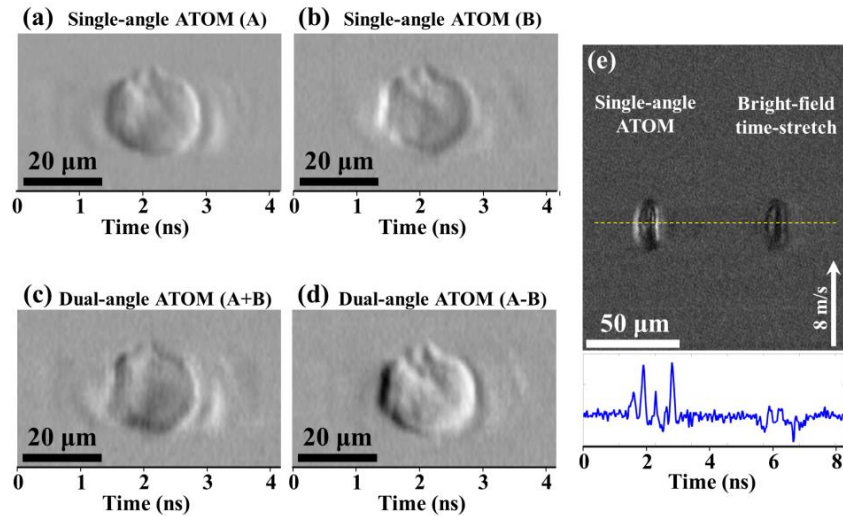 (a) Single-angle ATOM (A)
20 μm
0 1 2 3 4
Time (ns)
(b) Single-angle ATOM (B)
20 μm
0 1 2 3 4
Time (ns)
(c) Dual-angle ATOM (A+B)
20 μm
0 1 2 3 4
Time (ns)
(d) Dual-angle ATOM (A-B)
20 μm
0 1 2 3 4
Time (ns)
(e)
Single-angle
ATOM
Bright-field
time-stretch
50 μm
8 m/s
0 2 4 6 8
Time (ns)